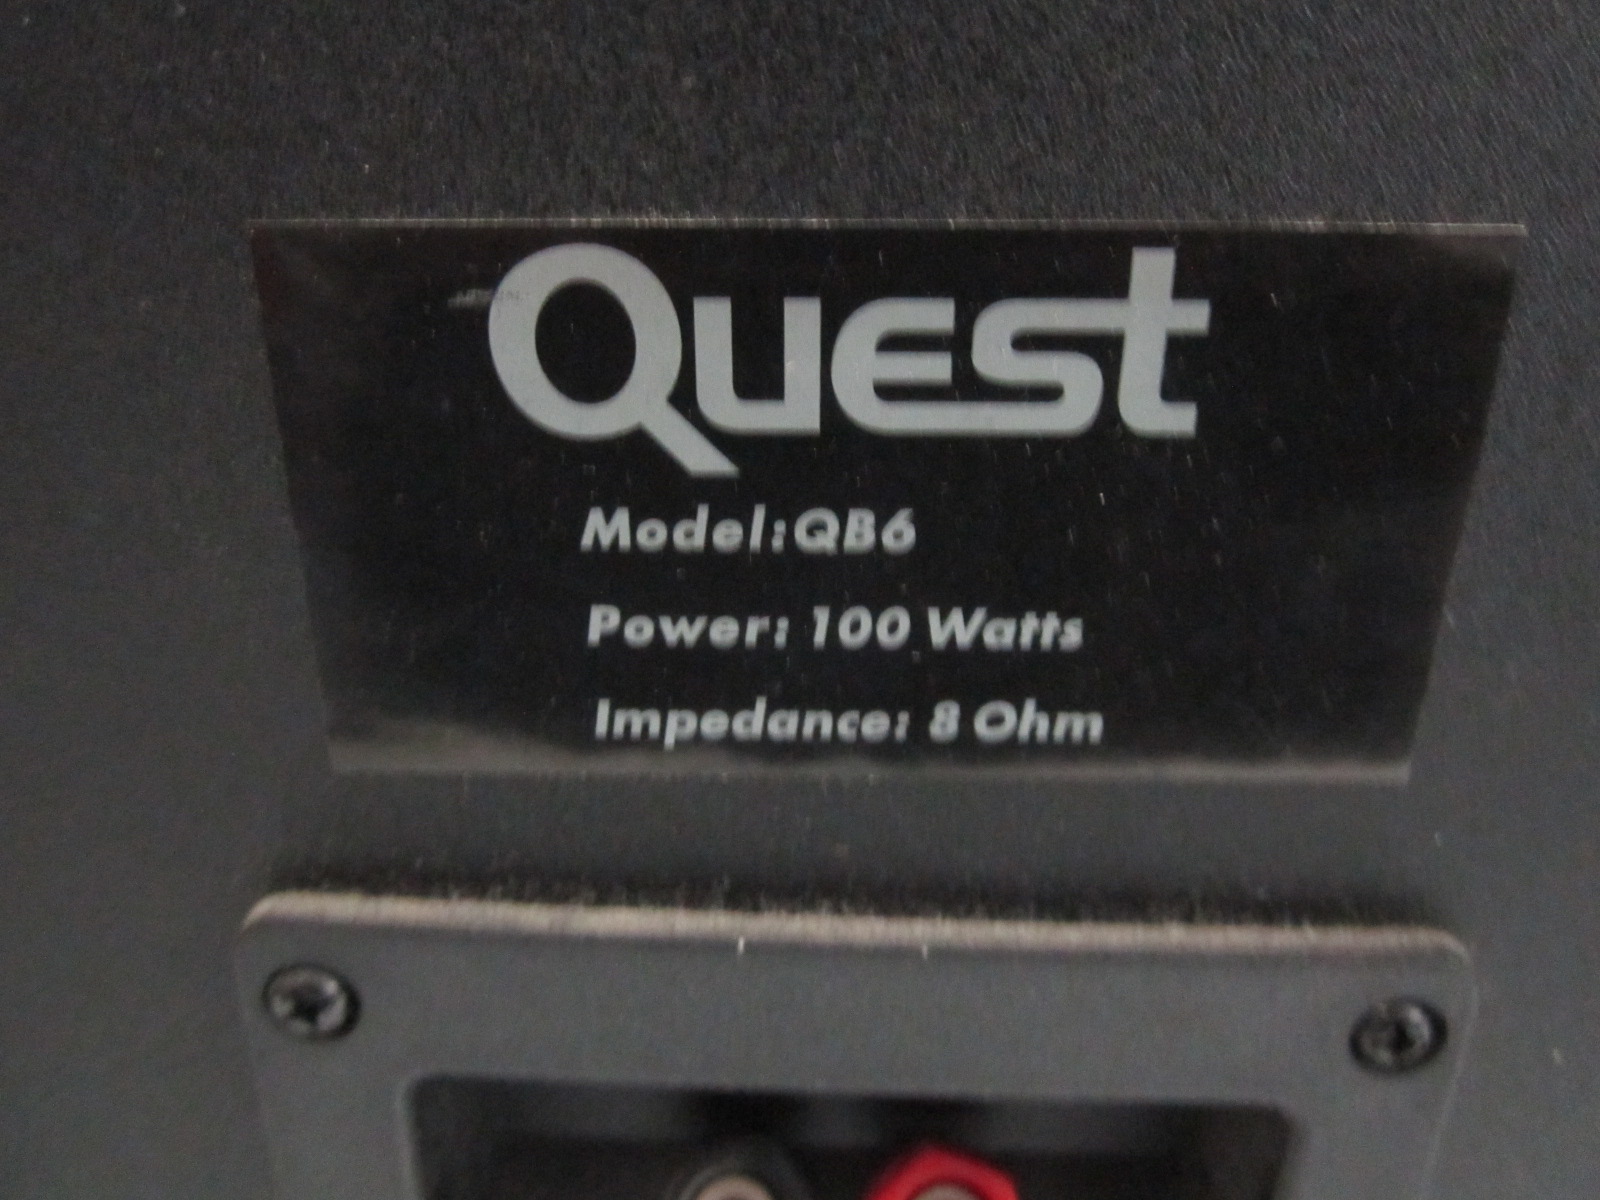 Quest
Model:QB6
Power: 100 Watts
Impedance: 8 Ohm